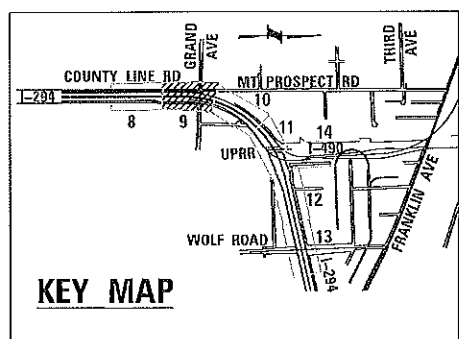 GRAND AVE
THIRD AVE
COUNTY LINE RD
MT PROSPECT RD
I-294
8
9
10
11
14
I-490
UPRR
12
13
WOLF ROAD
I-294
FRANKLIN AVE
KEY MAP